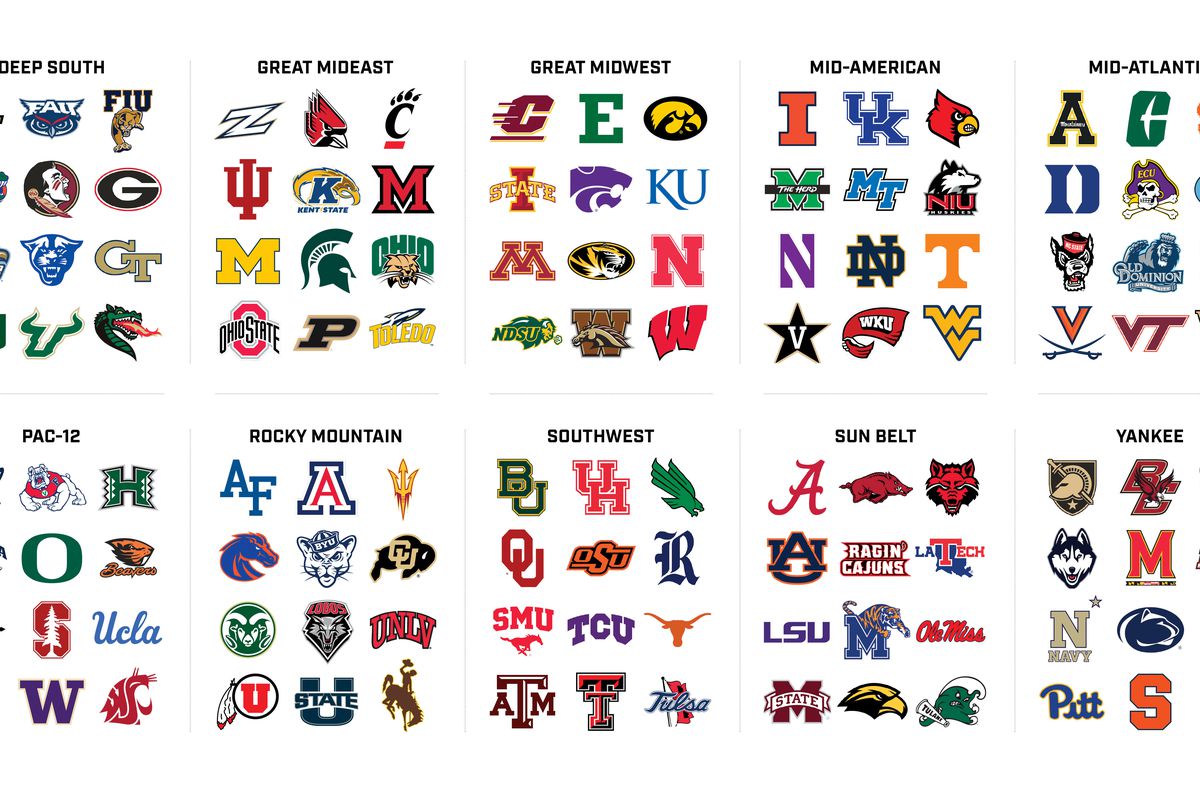 DEEP SOUTH
GREAT MIDEAST
GREAT MIDWEST
MID-AMERICAN
MID-ATLANTI
FAU
FIU
Z
C
C
E
I
UK
A
C
G
IU
K
KENT STATE
M
I
STATE
KU
M
THE HERD
MT
NIU
HUSKIES
D
ECU
GT
M
OHIO
M
N
N
ND
T
NC STATE
OLD
DOMINION
UNIVERSITY
U
OHIO STATE
P
TOLEDO
NDSU
W
W
V
WKU
WV
V
VT
PAC-12
ROCKY MOUNTAIN
SOUTHWEST
SUN BELT
YANKEE
H
AF
A
BU
UH
A
BC
O
Beavers
BYU
CU
OU
OSU
R
AU
RAGIN'
CAJUNS
LA TECH
M
S
Ucla
LOBOS
UNLV
SMU
TCU
LSU
M
Ole Miss
N
NAVY
W
U
U
STATE
ATM
TT
Tulsa
M
STATE
TULANE
Pitt
S